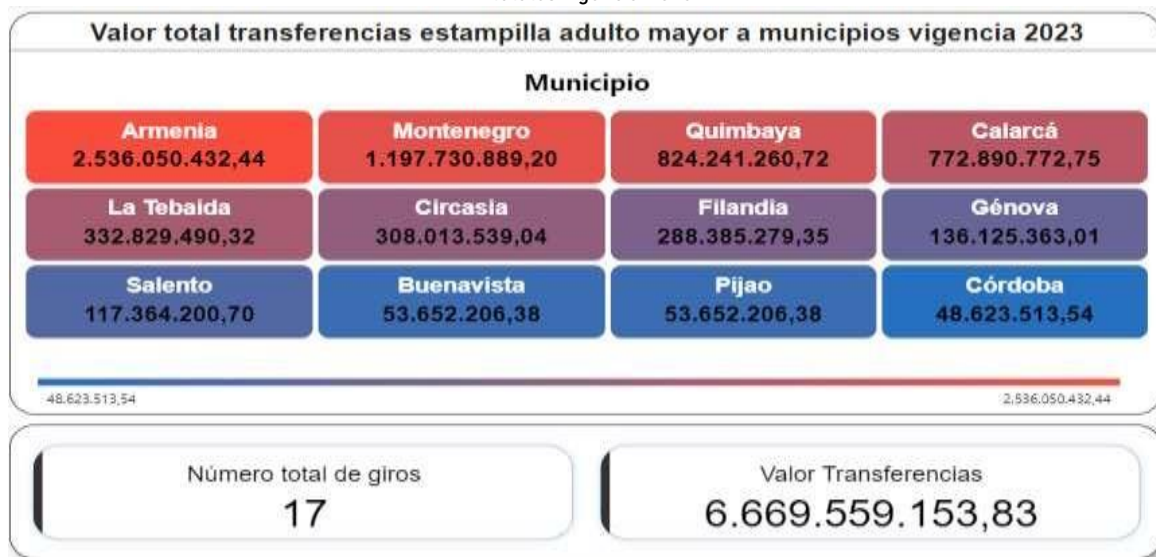 Valor total transferencias estampilla adulto mayor a municipios vigencia 2023
Municipio
Armenia
2.536.050.432,44
Montenegro
1.197.730.889,20
Quimbaya
824.241.260,72
Calarcá
772.890.772,75
La Tebaida
332.829.490,32
Circasia
308.013.539,04
Filandia
288.385.279,35
Génova
136.125.363,01
Salento
117.364.200,70
Buenavista
53.652.206,38
Pijao
53.652.206,38
Córdoba
48.623.513,54
48.623.513,54
2.536.050.432,44
Número total de giros
17
Valor Transferencias
6.669.559.153,83